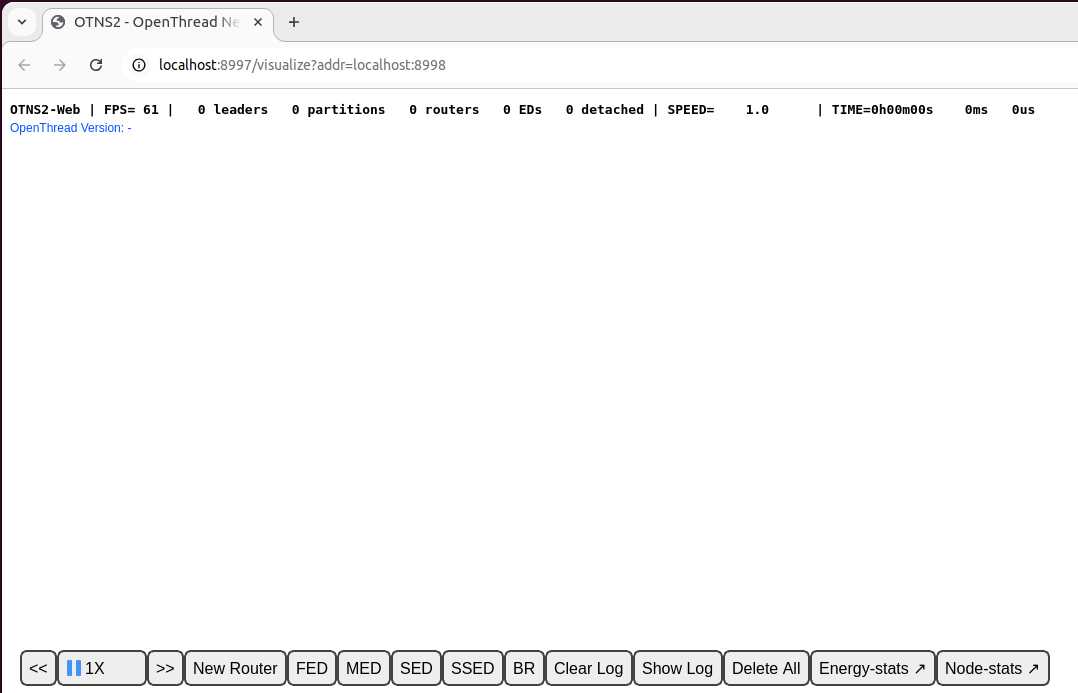 OTNS2 - OpenThread Ne
localhost:8997/visualize?addr=localhost:8998
OTNS2-Web | FPS= 61 |   0 leaders   0 partitions   0 routers   0 EDs   0 detached | SPEED=    1.0      | TIME=0h00m00s    0ms   0us
OpenThread Version: -
<< 1X >> New Router FED MED SED SSED BR Clear Log Show Log Delete All Energy-stats ↗ Node-stats ↗